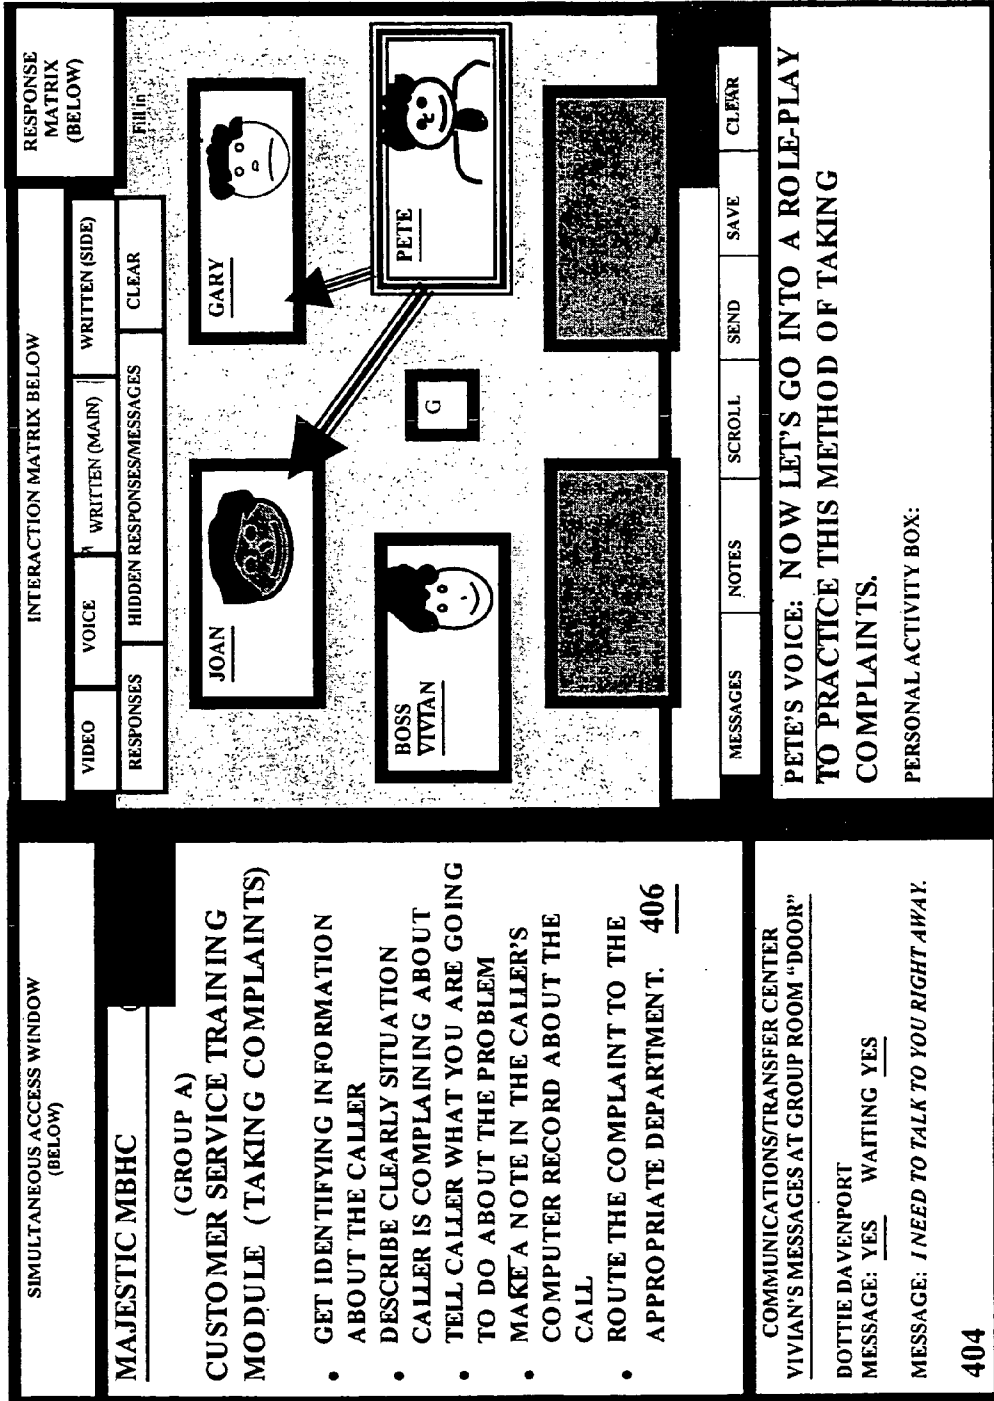 SIMULTANEOUS ACCESS WINDOW
(BELOW)
MAJESTIC MBHC
(GROUP A)
CUSTOMER SERVICE TRAINING
MODULE (TAKING COMPLAINTS)
• GET IDENTIFYING INFORMATION
ABOUT THE CALLER
• DESCRIBE CLEARLY SITUATION
CALLER IS COMPLAINING ABOUT
• TELL CALLER WHAT YOU ARE GOING
TO DO ABOUT THE PROBLEM
• MAKE A NOTE IN THE CALLER'S
COMPUTER RECORD ABOUT THE
CALL
• ROUTE THE COMPLAINT TO THE
APPROPRIATE DEPARTMENT. 406
COMMUNICATIONS/TRANSFER CENTER
VIVIAN'S MESSAGES AT GROUP ROOM "DOOR"
DOTTIE DAVENPORT
MESSAGE: YES WAITING YES
MESSAGE: I NEED TO TALK TO YOU RIGHT AWAY.
404
INTERACTION MATRIX BELOW
RESPONSE
MATRIX
(BELOW)
VIDEO VOICE WRITTEN (MAIN) WRITTEN (SIDE)
RESPONSES HIDDEN RESPONSES/MESSAGES CLEAR
Fill in
JOAN
GARY
G
BOSS
VIVIAN
PETE
MESSAGES NOTES SCROLL SEND SAVE CLEAR
PETE'S VOICE: NOW LET'S GO INTO A ROLE-PLAY
TO PRACTICE THIS METHOD OF TAKING
COMPLAINTS.
PERSONAL ACTIVITY BOX: